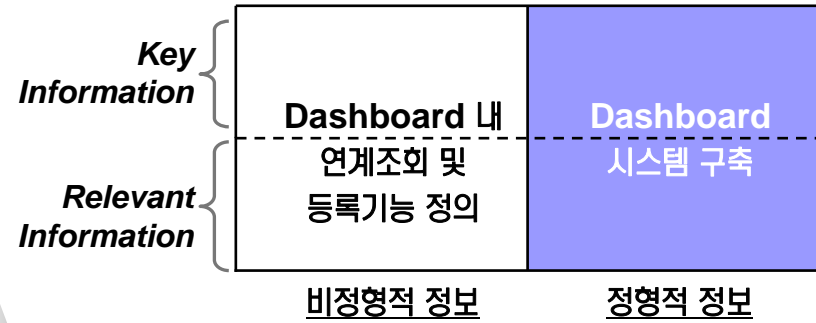 Key
Information
Dashboard 내
연계조회 및
등록기능 정의
Dashboard
시스템 구축
Relevant
Information
비정형적 정보
정형적 정보